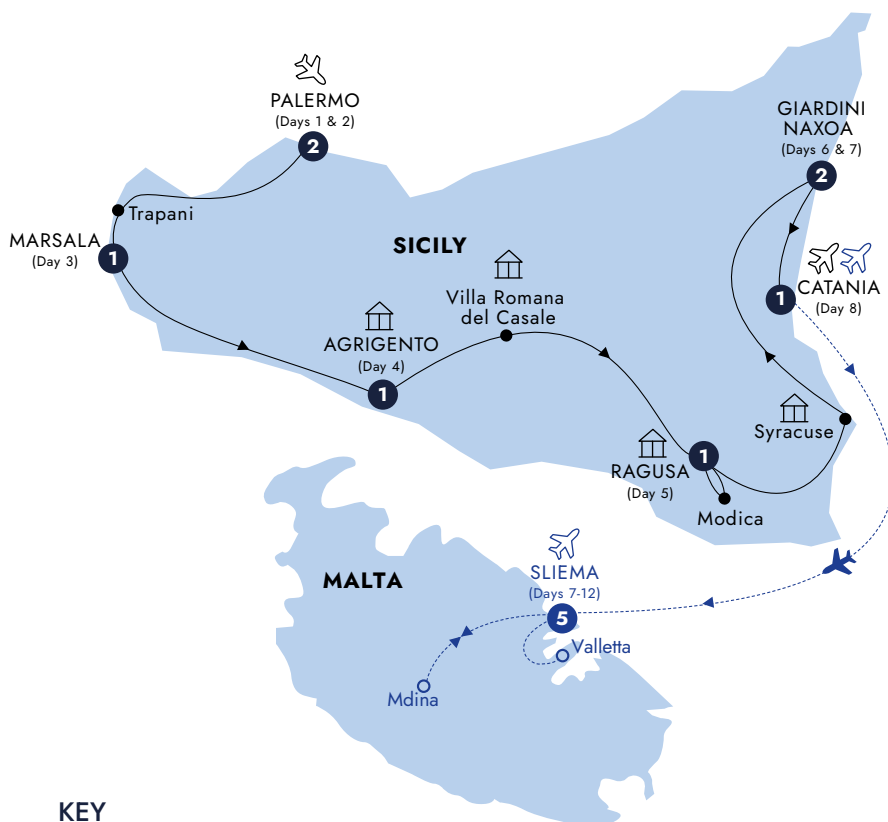 PALERMO
(Days 1 & 2)
2
GIARDINI
NAXOA
(Days 6 & 7)
2
Trapani
MARSALA
(Day 3)
1
SICILY
Villa Romana
del Casale
CATANIA
(Day 8)
1
AGRIGENTO
(Day 4)
1
Syracuse
RAGUSA
(Day 5)
1
Modica
MALTA
SLIEMA
(Days 7-12)
5
Valletta
Mdina
KEY